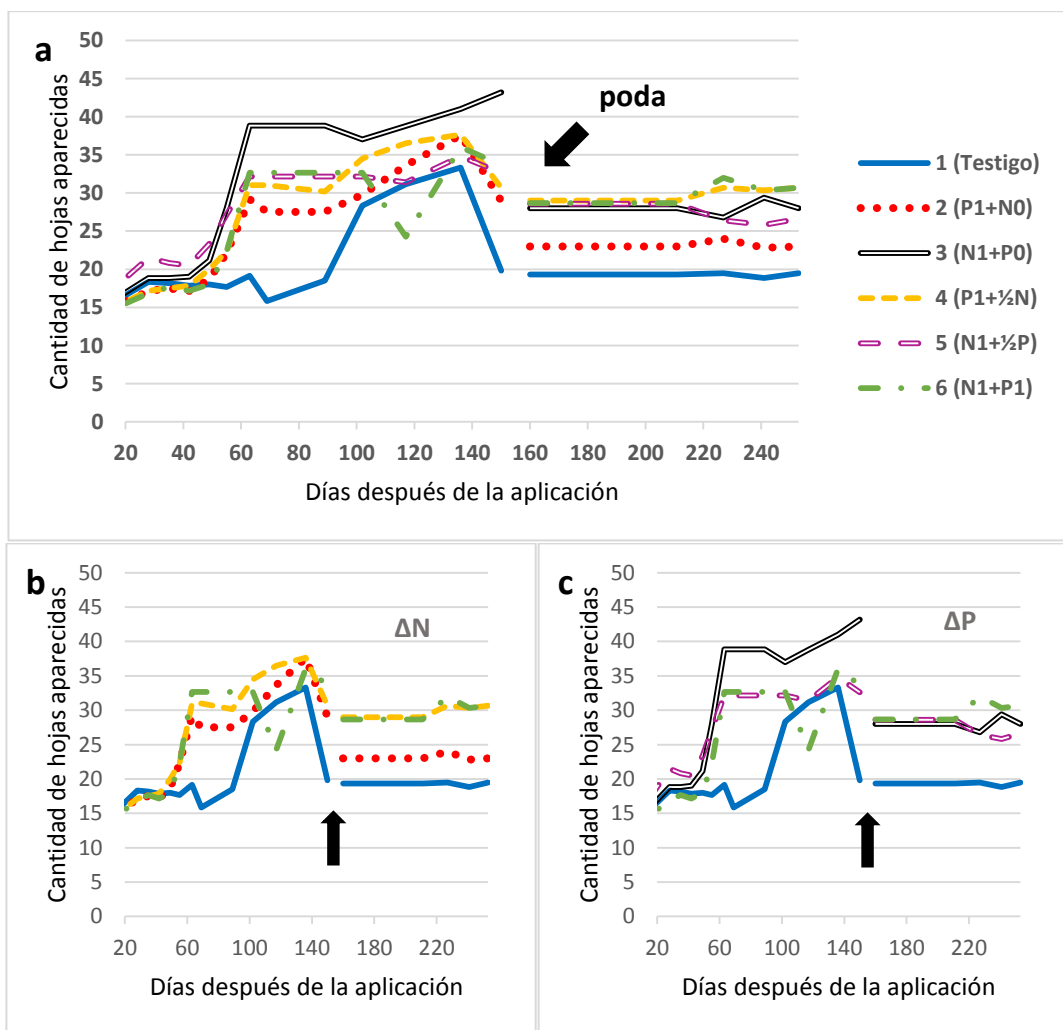 a
Cantidad de hojas aparecidas
50
45
40
35
30
25
20
15
10
5
0
20 40 60 80 100 120 140 160 180 200 220 240
Días después de la aplicación
poda
1 (Testigo)
2 (P1+N0)
3 (N1+P0)
4 (P1+½N)
5 (N1+½P)
6 (N1+P1)
b
Cantidad de hojas aparecidas
50
45
40
35
30
25
20
15
10
5
0
20 60 100 140 180 220
Días después de la aplicación
ΔN
c
Cantidad de hojas aparecidas
50
45
40
35
30
25
20
15
10
5
0
20 60 100 140 180 220
Días después de la aplicación
ΔP